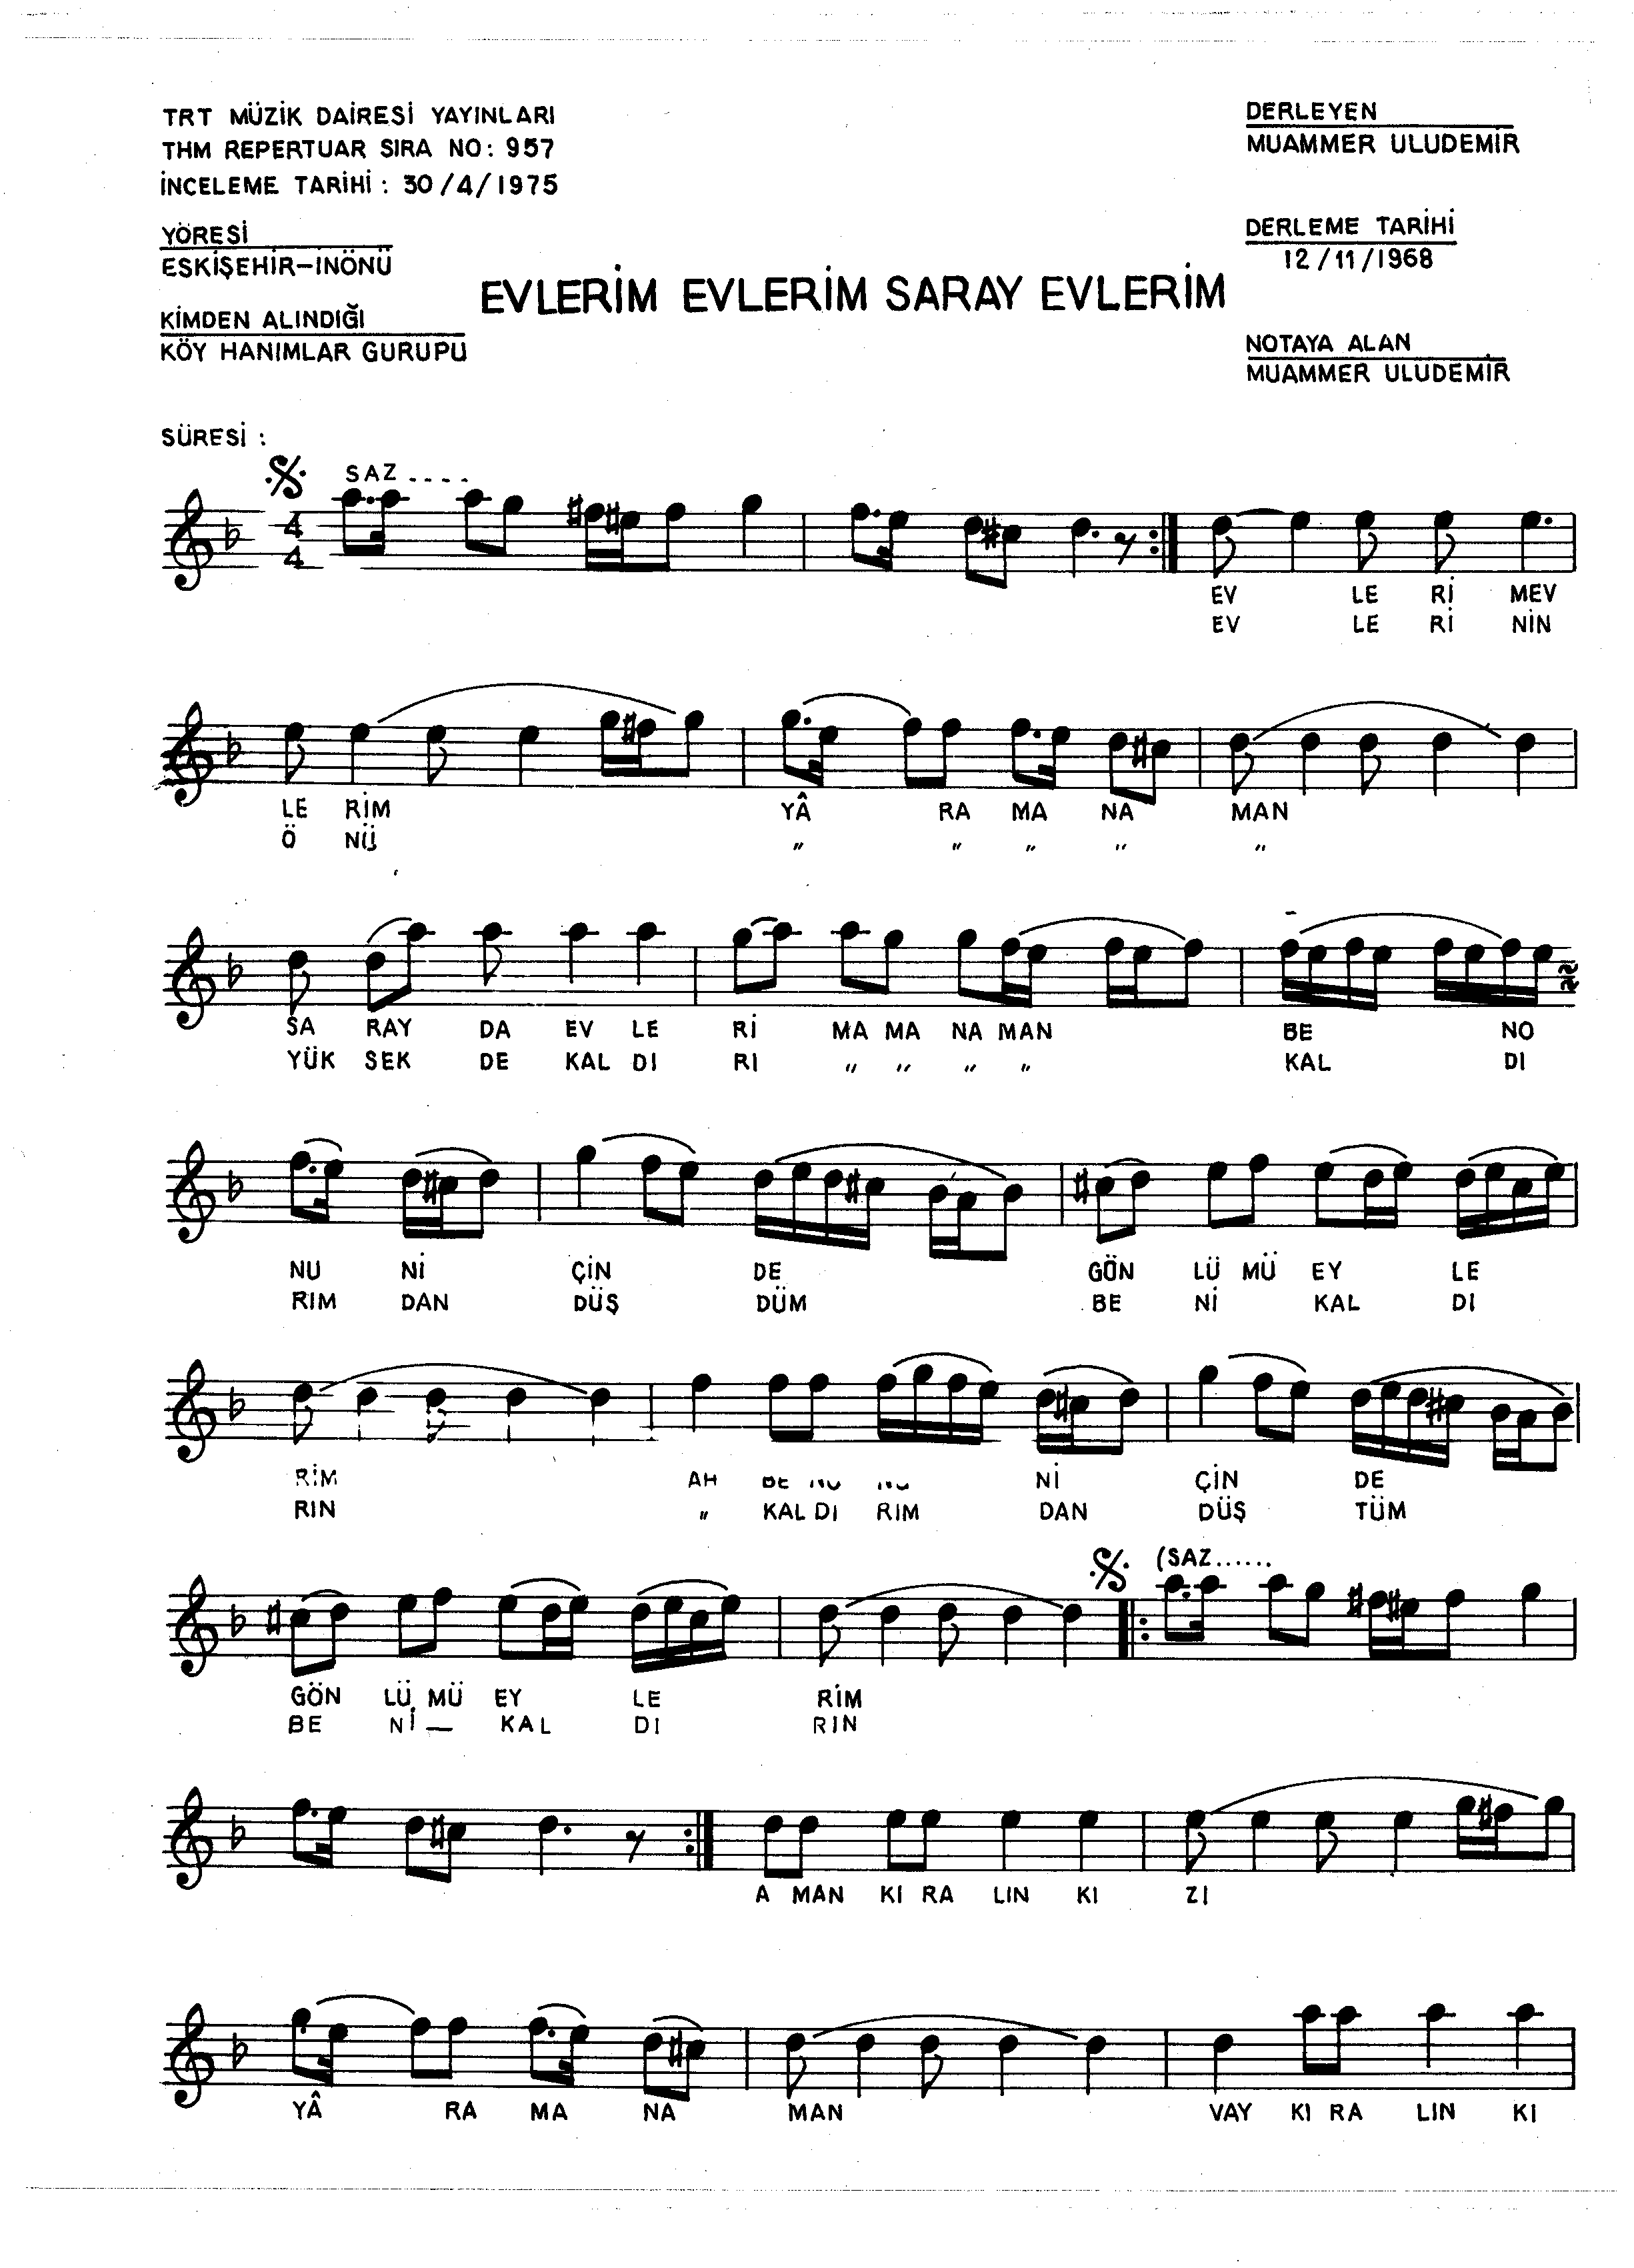 TRT MÜZİK DAİRESİ YAYINLARI
THM REPERTUAR SIRA NO: 957
İNCELEME TARİHİ : 30/4/1975
DERLEYEN
MUAMMER ULUDEMİR
YÖRESİ
ESKİŞEHİR-İNÖNÜ
DERLEME TARİHİ
12/11/1968
EVLERİM EVLERİM SARAY EVLERİM
KİMDEN ALINDIĞI
KÖY HANIMLAR GURUPU
NOTAYA ALAN
MUAMMER ULUDEMİR
SÜRESİ :
SAZ ....
4
4
EV LE Rİ MEV
EV LE Rİ NİN
LE RİM YÂ RA MA NA MAN
Ö NÜ " " " " "
SA RAY DA EV LE Rİ MA MA NA MAN BE NO
YÜK SEK DE KAL DI RI " " " " KAL DI
NU Nİ ÇİN DE GÖN LÜ MÜ EY LE
RIM DAN DÜŞ DÜM BE Nİ KAL DI
RİM AH Nİ ÇİN DE
RIN " KAL DI RIM DAN DÜŞ TÜM
(SAZ......
GÖN LÜ MÜ EY LE RİM
BE Nİ — KAL DI RIN
A MAN KI RA LIN KI ZI
YÂ RA MA NA MAN VAY KI RA LIN KI